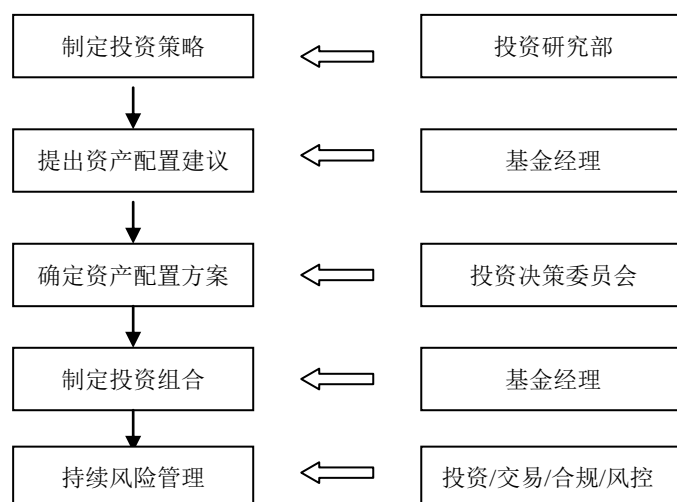 制定投资策略
投资研究部
提出资产配置建议
基金经理
确定资产配置方案
投资决策委员会
制定投资组合
基金经理
持续风险管理
投资/交易/合规/风控